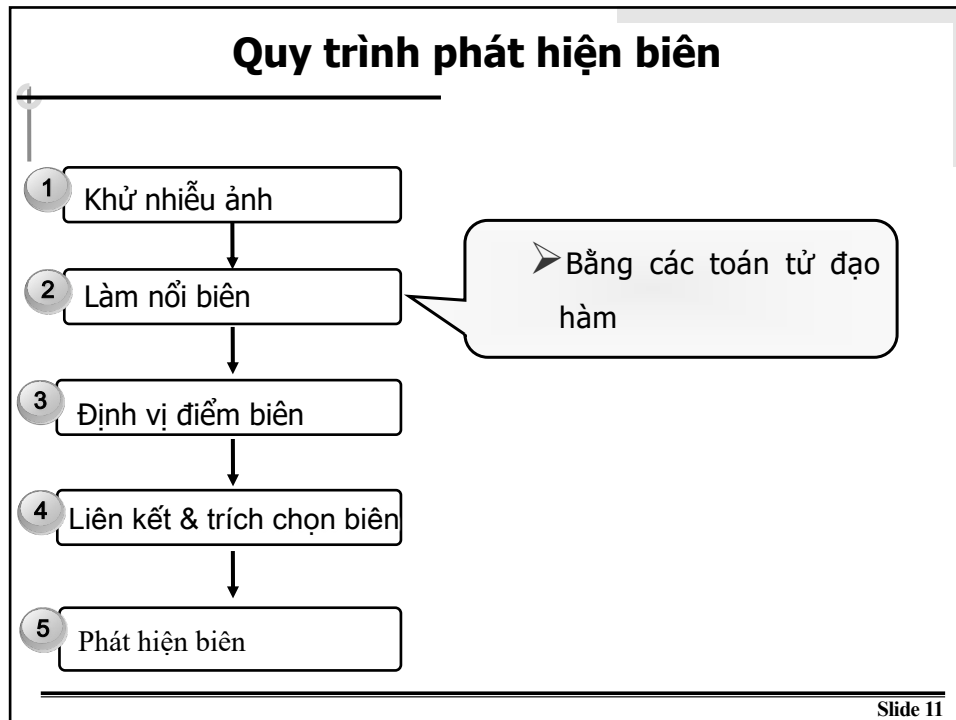 Quy trình phát hiện biên
1
Khử nhiễu ảnh
2
Làm nổi biên
➢Bằng các toán tử đạo
hàm
3
Định vị điểm biên
4
Liên kết & trích chọn biên
5
Phát hiện biên
Slide 11